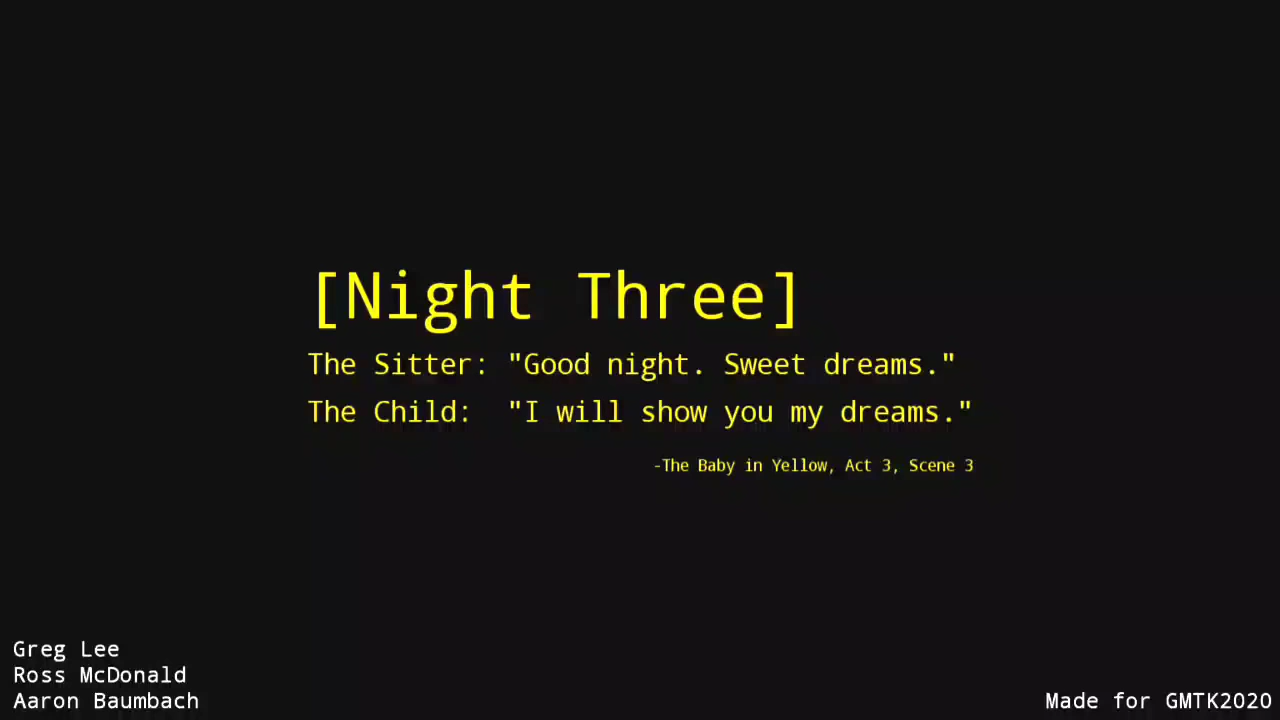 [Night Three]
The Sitter: "Good night. Sweet dreams."
The Child:  "I will show you my dreams."
-The Baby in Yellow, Act 3, Scene 3
Greg Lee
Ross McDonald
Aaron Baumbach
Made for GMTK2020